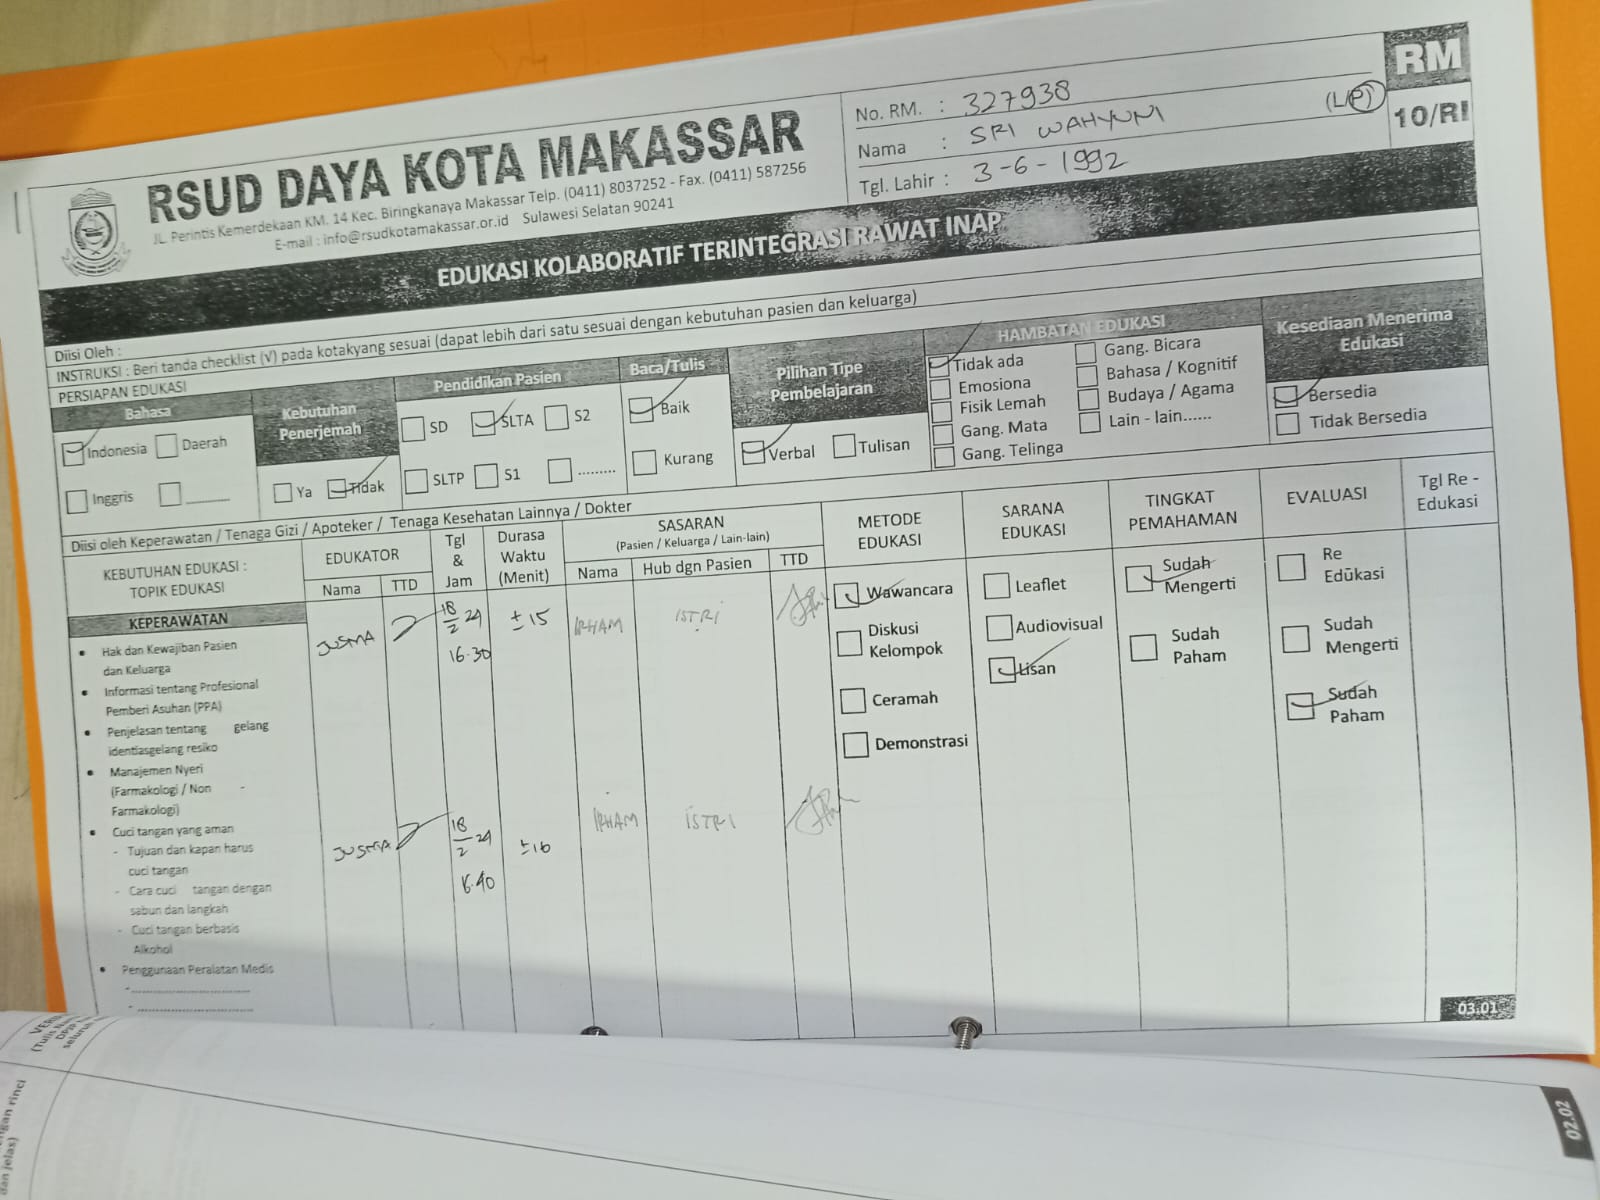 RM
10/RI
No. RM. : 327938
Nama : SRI WAHYUNI (L/P)
Tgl. Lahir : 3-6-1992
RSUD DAYA KOTA MAKASSAR
JL. Perintis Kemerdekaan KM. 14 Kec. Biringkanaya Makassar Telp. (0411) 8037252 - Fax. (0411) 587256
E-mail : info@rsudkotamakassar.or.id Sulawesi Selatan 90241
EDUKASI KOLABORATIF TERINTEGRASI RAWAT INAP
Diisi Oleh :
INSTRUKSI : Beri tanda checklist (√) pada kotakyang sesuai (dapat lebih dari satu sesuai dengan kebutuhan pasien dan keluarga)
PERSIAPAN EDUKASI
Bahasa
Indonesia Daerah
Inggris
Kebutuhan
Penerjemah
Ya Tidak
Pendidikan Pasien
SD SLTA S2
SLTP S1 .........
Baca/Tulis
Baik
Kurang
Pilihan Tipe
Pembelajaran
Verbal Tulisan
HAMBATAN EDUKASI
Tidak ada Gang. Bicara
Emosiona Bahasa / Kognitif
Fisik Lemah Budaya / Agama
Gang. Mata Lain - lain......
Gang. Telinga
Kesediaan Menerima
Edukasi
Bersedia
Tidak Bersedia
Diisi oleh Keperawatan / Tenaga Gizi / Apoteker / Tenaga Kesehatan Lainnya / Dokter
KEBUTUHAN EDUKASI :
TOPIK EDUKASI
EDUKATOR
Nama TTD
Tgl
&
Jam
Durasa
Waktu
(Menit)
SASARAN
(Pasien / Keluarga / Lain-lain)
Nama Hub dgn Pasien TTD
METODE
EDUKASI
SARANA
EDUKASI
TINGKAT
PEMAHAMAN
EVALUASI
Tgl Re -
Edukasi
KEPERAWATAN
• Hak dan Kewajiban Pasien
dan Keluarga
• Informasi tentang Profesional
Pemberi Asuhan (PPA)
• Penjelasan tentang gelang
identiasgelang resiko
• Manajemen Nyeri
(Farmakologi / Non -
Farmakologi)
• Cuci tangan yang aman
- Tujuan dan kapan harus
cuci tangan
- Cara cuci tangan dengan
sabun dan langkah
- Cuci tangan berbasis
Alkohol
• Penggunaan Peralatan Medis
-..............................
-..............................
JUSMA 18/2 24 ± 15 IRHAM ISTRI
16.30
JUSMA 18/2 24 ± 10 IRHAM ISTRI
16.40
Wawancara
Diskusi
Kelompok
Ceramah
Demonstrasi
Leaflet
Audiovisual
Lisan
Sudah
Mengerti
Sudah
Paham
Re
Edukasi
Sudah
Mengerti
Sudah
Paham
03.01
02.02